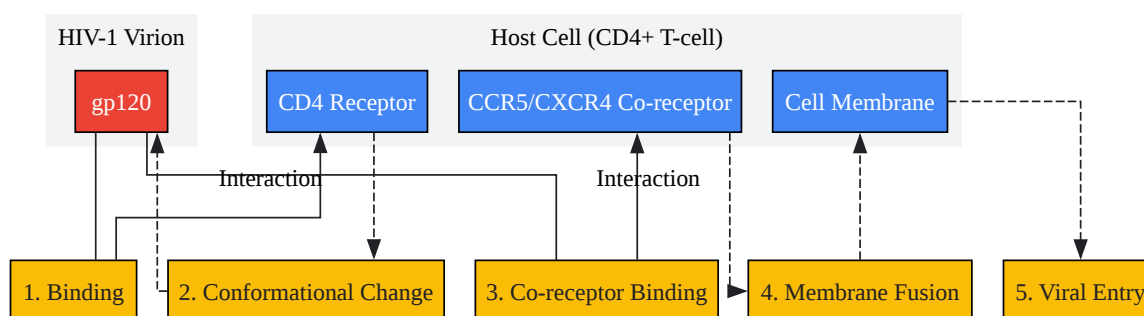 HIV-1 Virion
Host Cell (CD4+ T-cell)
gp120
CD4 Receptor
CCR5/CXCR4 Co-receptor
Cell Membrane
Interaction
Interaction
1. Binding
2. Conformational Change
3. Co-receptor Binding
4. Membrane Fusion
5. Viral Entry